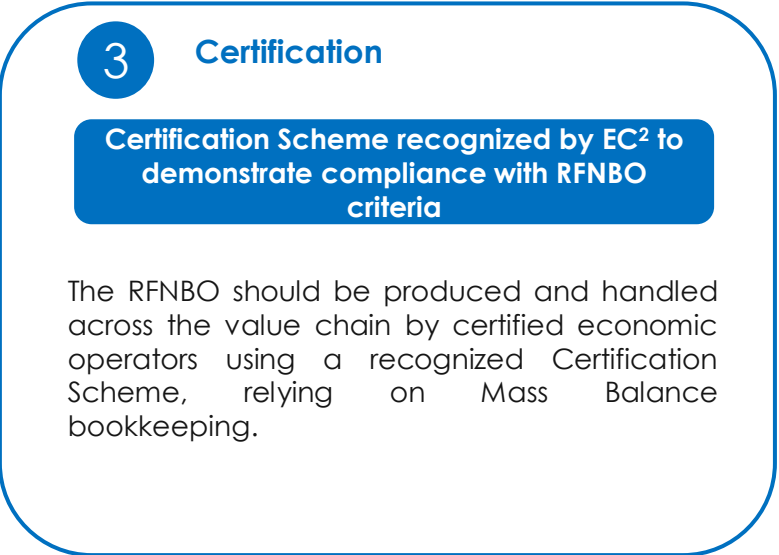 3
Certification
Certification Scheme recognized by EC² to
demonstrate compliance with RFNBO
criteria
The RFNBO should be produced and handled
across the value chain by certified economic
operators using a recognized Certification
Scheme, relying on Mass Balance
bookkeeping.